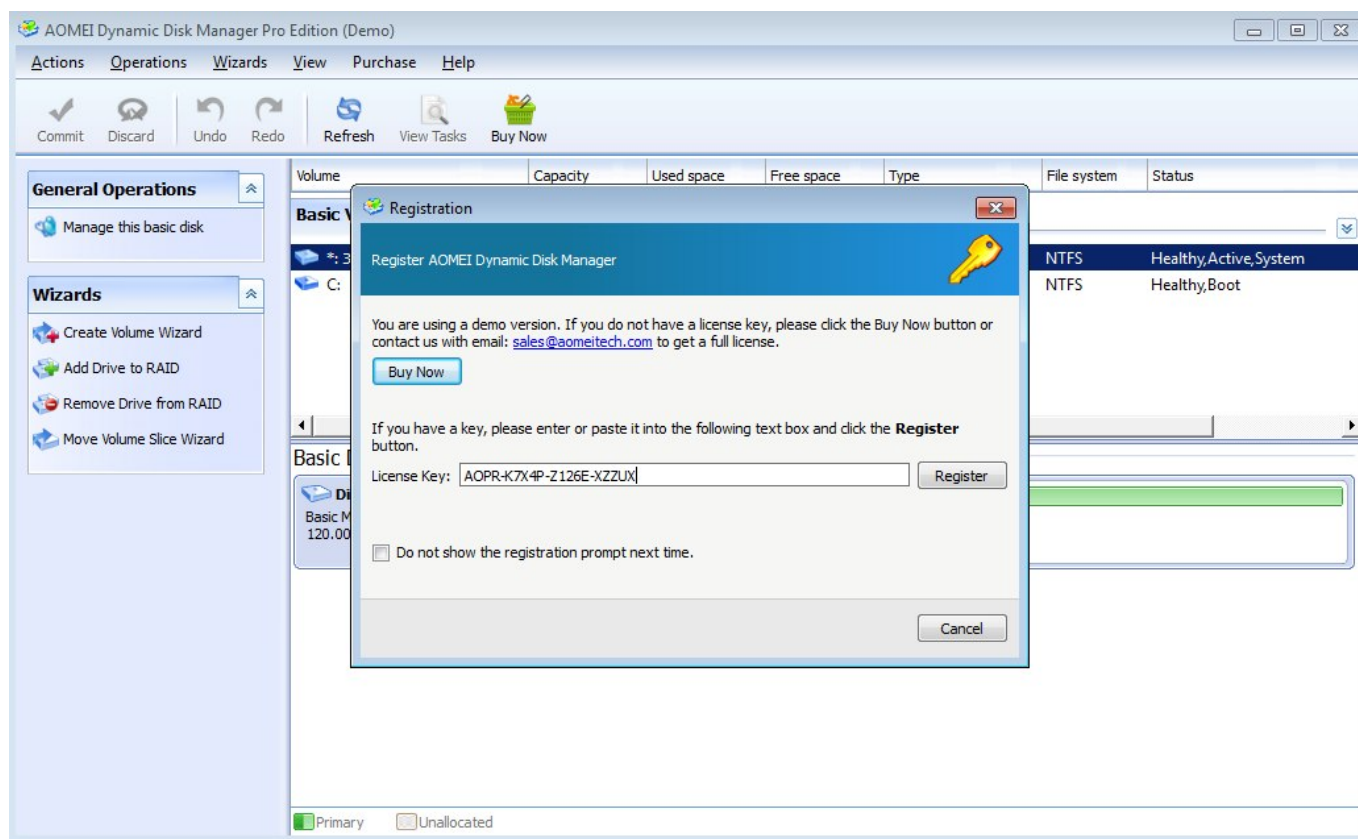 AOMEI Dynamic Disk Manager Pro Edition (Demo)
Actions Operations Wizards View Purchase Help
Commit Discard Undo Redo Refresh View Tasks Buy Now
General Operations
Manage this basic disk
Wizards
Create Volume Wizard
Add Drive to RAID
Remove Drive from RAID
Move Volume Slice Wizard
Volume Capacity Used space Free space Type File system Status
Basic
*: NTFS Healthy,Active,System
C: NTFS Healthy,Boot
Registration
Register AOMEI Dynamic Disk Manager
You are using a demo version. If you do not have a license key, please click the Buy Now button or
contact us with email: sales@aomeitech.com to get a full license.
Buy Now
If you have a key, please enter or paste it into the following text box and click the Register
button.
License Key: AOPR-K7X4P-Z126E-XZZUX Register
Do not show the registration prompt next time.
Cancel
Basic
Di
Basic M
120.00
Primary Unallocated